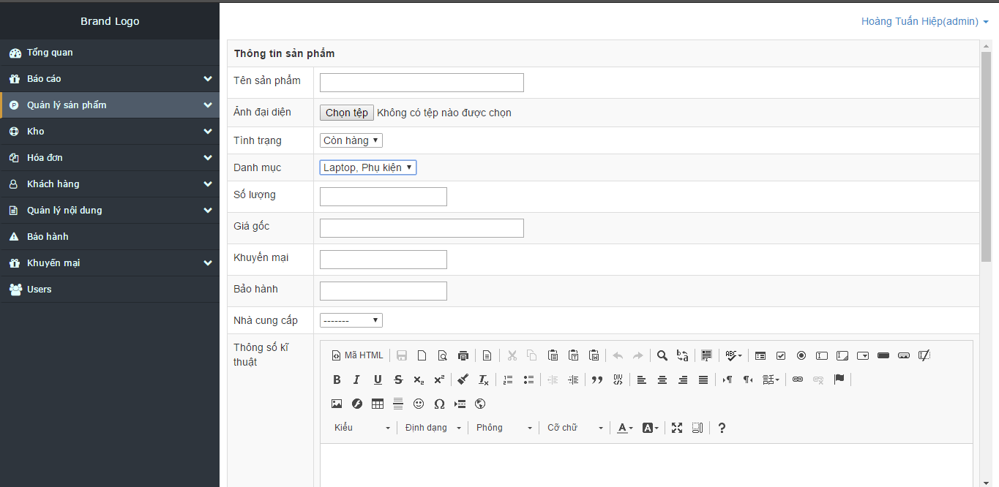 Brand Logo
Hoàng Tuấn Hiệp(admin)
Tổng quan
Báo cáo
Quản lý sản phẩm
Kho
Hóa đơn
Khách hàng
Quản lý nội dung
Bảo hành
Khuyến mại
Users
Thông tin sản phẩm
Tên sản phẩm
Ảnh đại diện
Chọn tệp Không có tệp nào được chọn
Tình trạng
Còn hàng
Danh mục
Laptop, Phụ kiện
Số lượng
Giá gốc
Khuyến mại
Bảo hành
Nhà cung cấp
-------
Thông số kĩ
thuật
Mã HTML
Kiểu Định dạng Phông Cỡ chữ